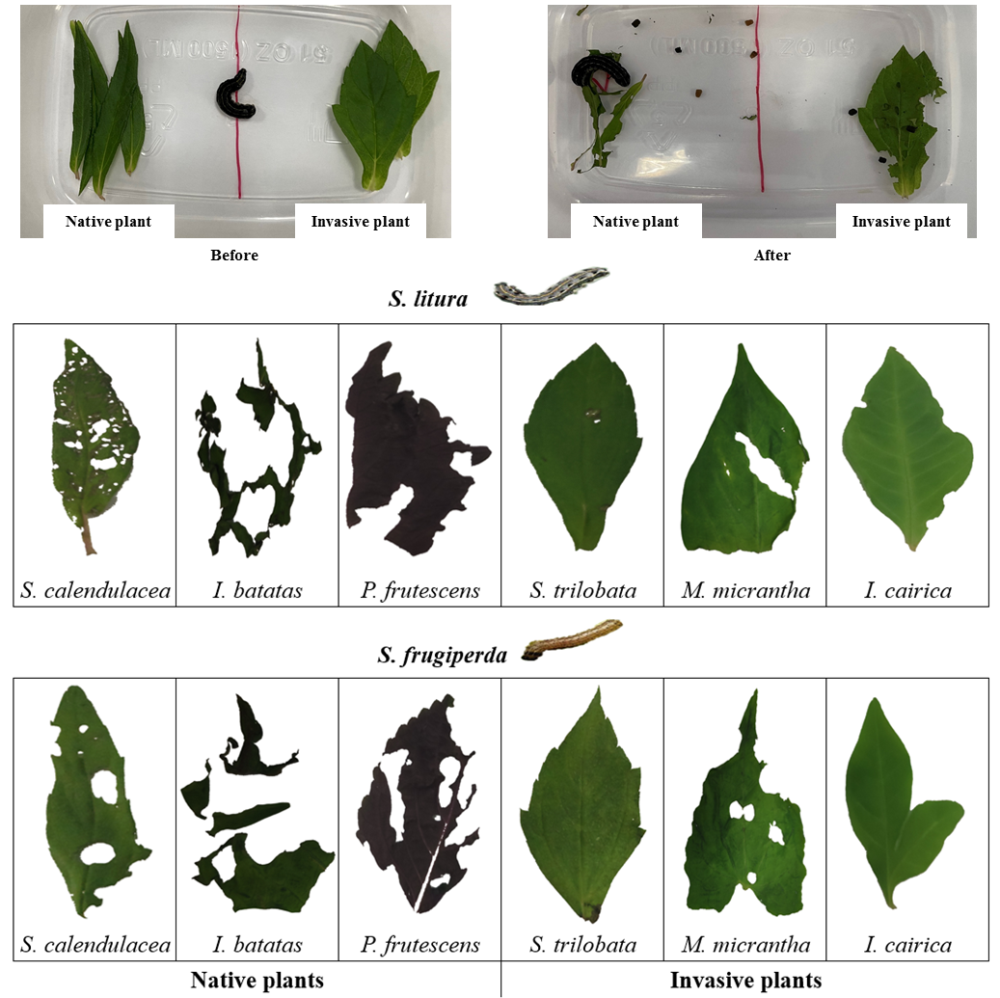 Native plant
Invasive plant
Native plant
Invasive plant
Before
After
S. litura
S. calendulacea
I. batatas
P. frutescens
S. trilobata
M. micrantha
I. cairica
S. frugiperda
S. calendulacea
I. batatas
P. frutescens
S. trilobata
M. micrantha
I. cairica
Native plants
Invasive plants